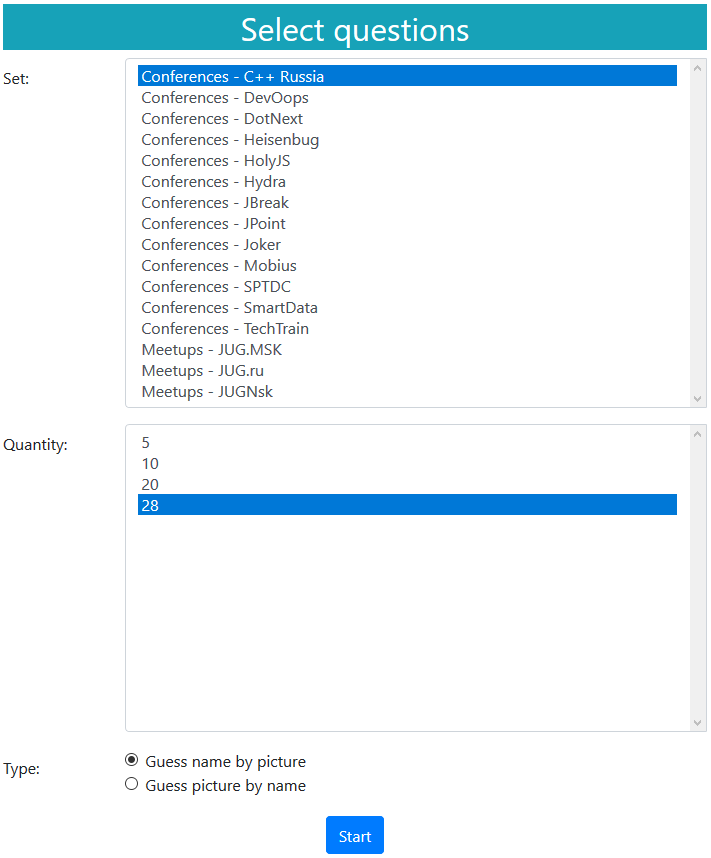 Select questions
Set:
Conferences - C++ Russia
Conferences - DevOops
Conferences - DotNext
Conferences - Heisenbug
Conferences - HolyJS
Conferences - Hydra
Conferences - JBreak
Conferences - JPoint
Conferences - Joker
Conferences - Mobius
Conferences - SPTDC
Conferences - SmartData
Conferences - TechTrain
Meetups - JUG.MSK
Meetups - JUG.ru
Meetups - JUGNsk
Quantity:
5
10
20
28
Type:
Guess name by picture
Guess picture by name
Start